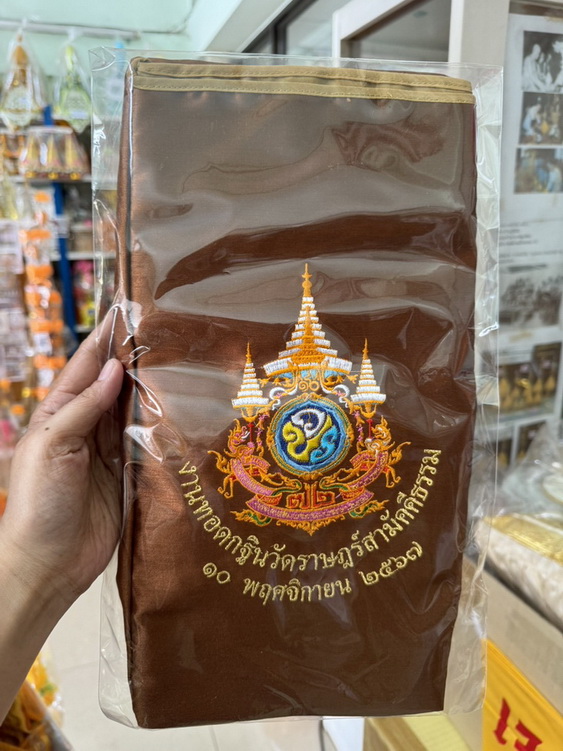 ๗๒
งานทอดกฐินวัดราษฎร์สามัคคีธรรม
๑๐ พฤศจิกายน ๒๕๖๗